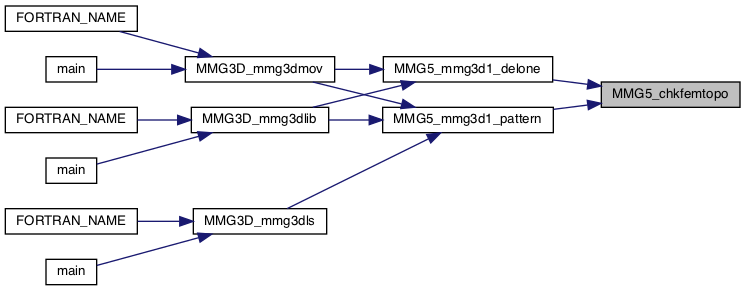 FORTRAN_NAME
main
MMG3D_mmg3dmov
MMG5_mmg3d1_delone
MMG5_chkfemtopo
FORTRAN_NAME
MMG3D_mmg3dlib
MMG5_mmg3d1_pattern
main
FORTRAN_NAME
MMG3D_mmg3dls
main